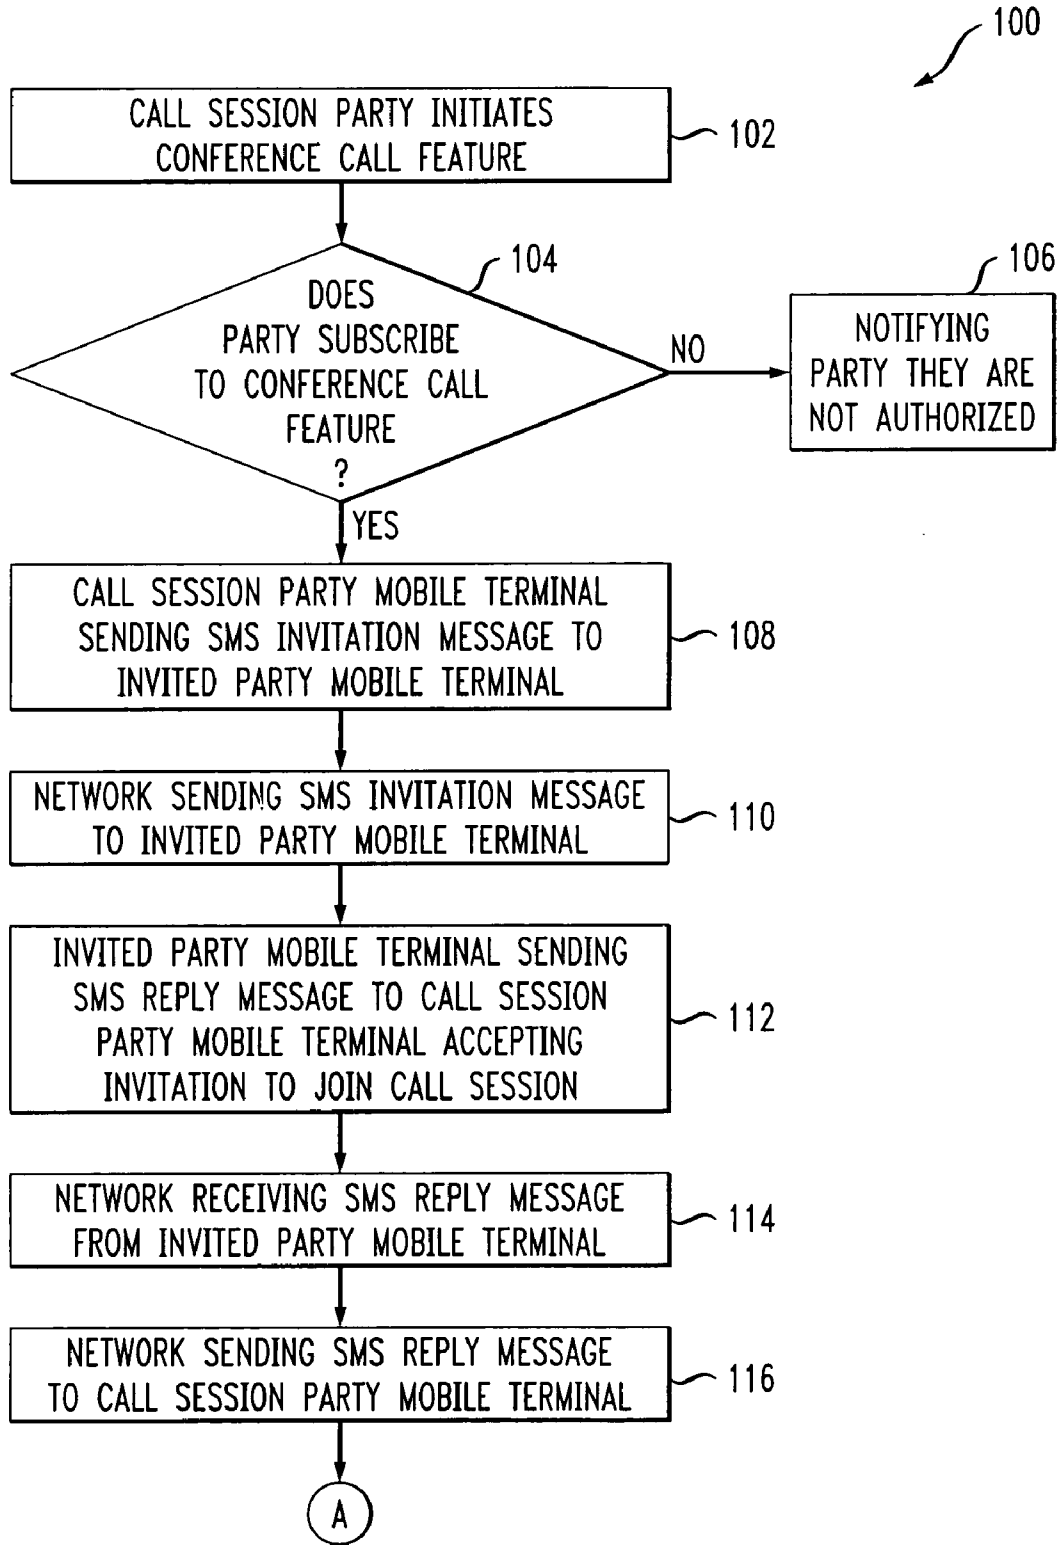 100
CALL SESSION PARTY INITIATES
CONFERENCE CALL FEATURE
102
104
DOES
PARTY SUBSCRIBE
TO CONFERENCE CALL
FEATURE
?
NO
106
NOTIFYING
PARTY THEY ARE
NOT AUTHORIZED
YES
CALL SESSION PARTY MOBILE TERMINAL
SENDING SMS INVITATION MESSAGE TO
INVITED PARTY MOBILE TERMINAL
108
NETWORK SENDING SMS INVITATION MESSAGE
TO INVITED PARTY MOBILE TERMINAL
110
INVITED PARTY MOBILE TERMINAL SENDING
SMS REPLY MESSAGE TO CALL SESSION
PARTY MOBILE TERMINAL ACCEPTING
INVITATION TO JOIN CALL SESSION
112
NETWORK RECEIVING SMS REPLY MESSAGE
FROM INVITED PARTY MOBILE TERMINAL
114
NETWORK SENDING SMS REPLY MESSAGE
TO CALL SESSION PARTY MOBILE TERMINAL
116
A